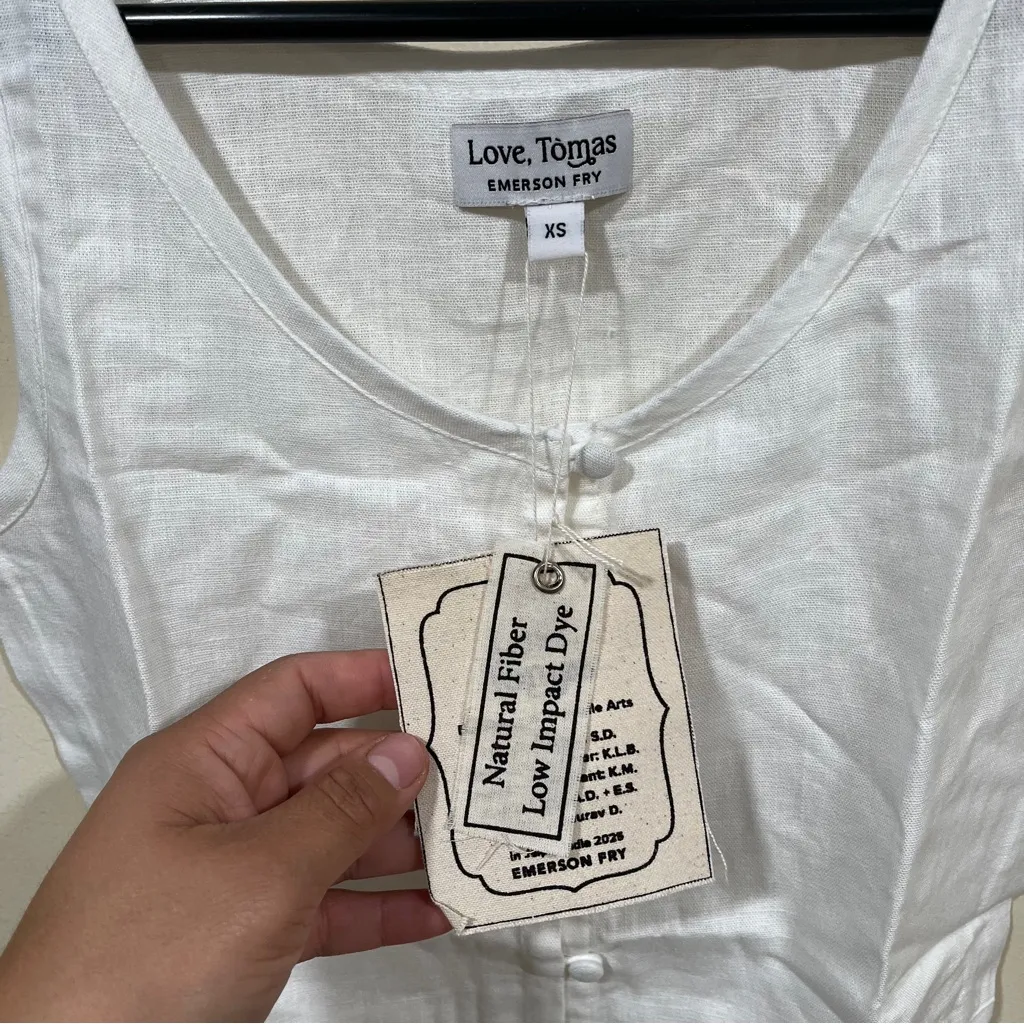 Love, Tòmas
EMERSON FRY
XS
Natural Fiber
Low Impact Dye
Arts
S.D.
K.L.B.
K.M.
+ E.S.
D.
EMERSON FRY